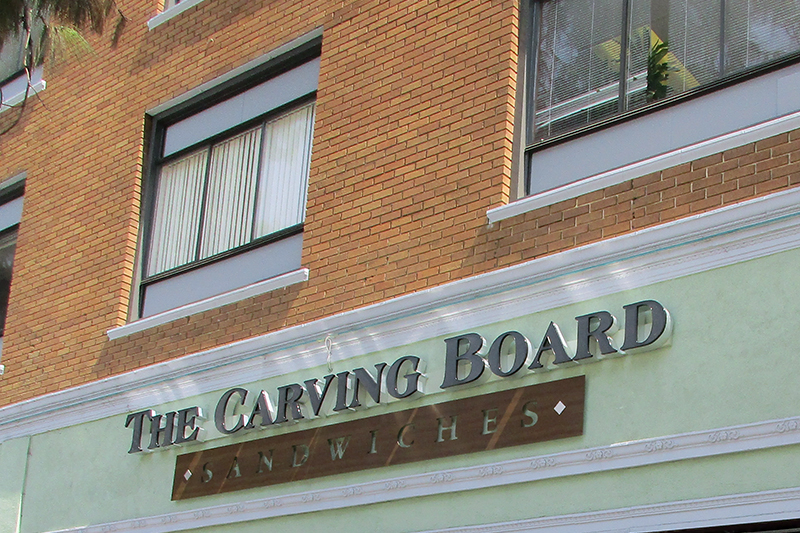 THE CARVING BOARD
SANDWICHES